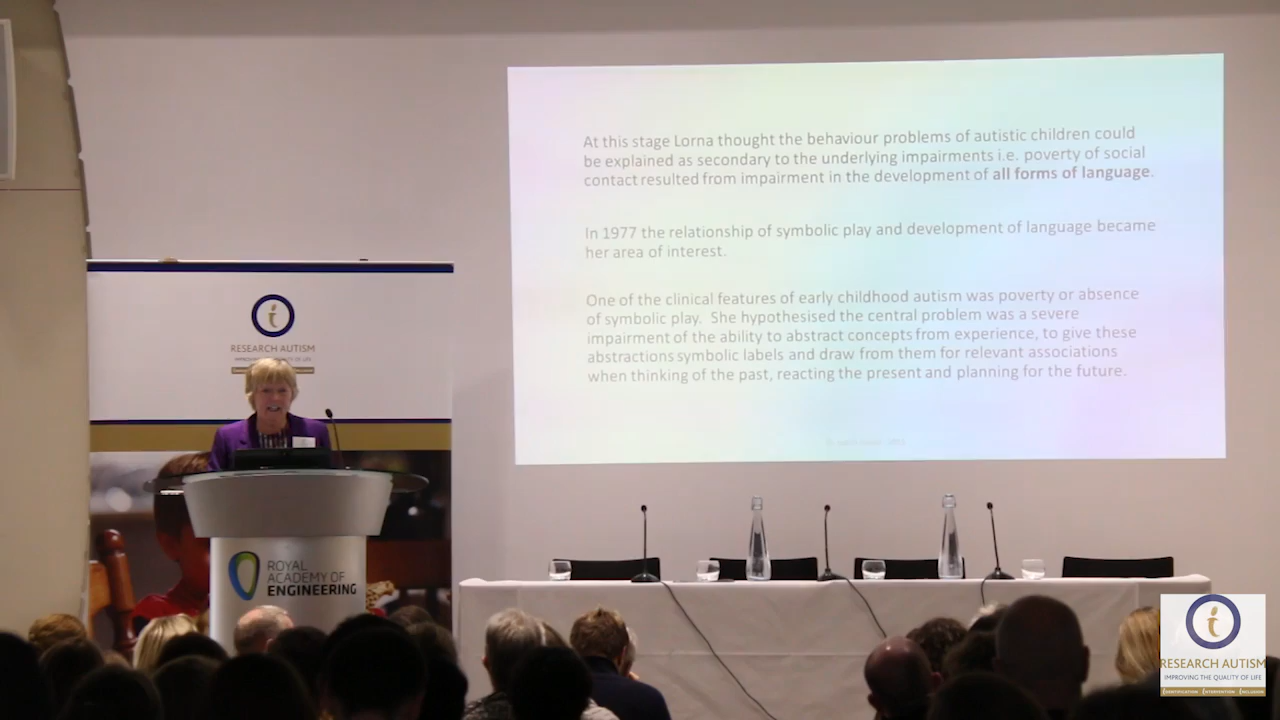 At this stage Lorna thought the behaviour problems of autistic children could
be explained as secondary to the underlying impairments i.e. poverty of social
contact resulted from impairment in the development of all forms of language.
In 1977 the relationship of symbolic play and development of language became
her area of interest.
One of the clinical features of early childhood autism was poverty or absence
of symbolic play. She hypothesised the central problem was a severe
impairment of the ability to abstract concepts from experience, to give these
abstractions symbolic labels and draw from them for relevant associations
when thinking of the past, reacting the present and planning for the future.
RESEARCH AUTISM
ROYAL
ACADEMY OF
ENGINEERING
RESEARCH AUTISM
IMPROVING THE QUALITY OF LIFE
IDENTIFICATION INTERVENTION INCLUSION